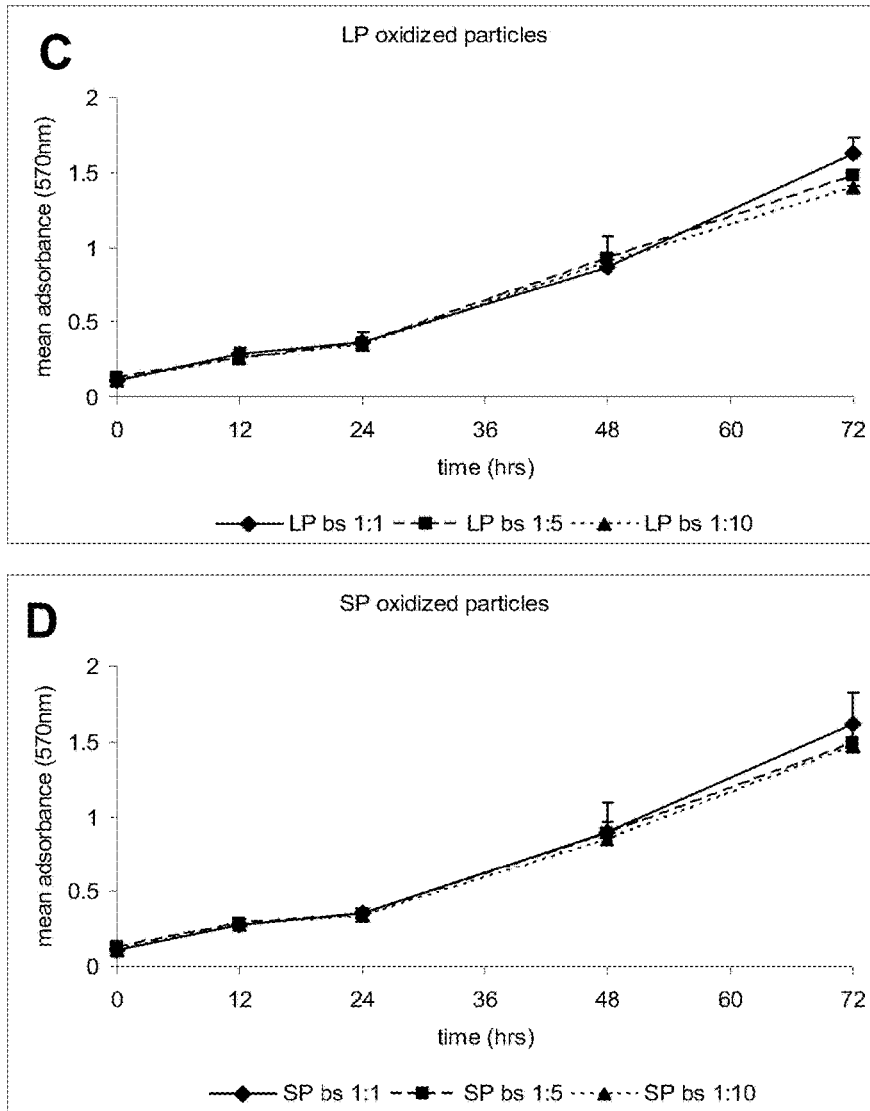 C
LP oxidized particles
mean adsorbance (570nm)
2
1.5
1
0.5
0
0 12 24 36 48 60 72
time (hrs)
LP bs 1:1 LP bs 1:5 LP bs 1:10
D
SP oxidized particles
mean adsorbance (570nm)
2
1.5
1
0.5
0
0 12 24 36 48 60 72
time (hrs)
SP bs 1:1 SP bs 1:5 SP bs 1:10